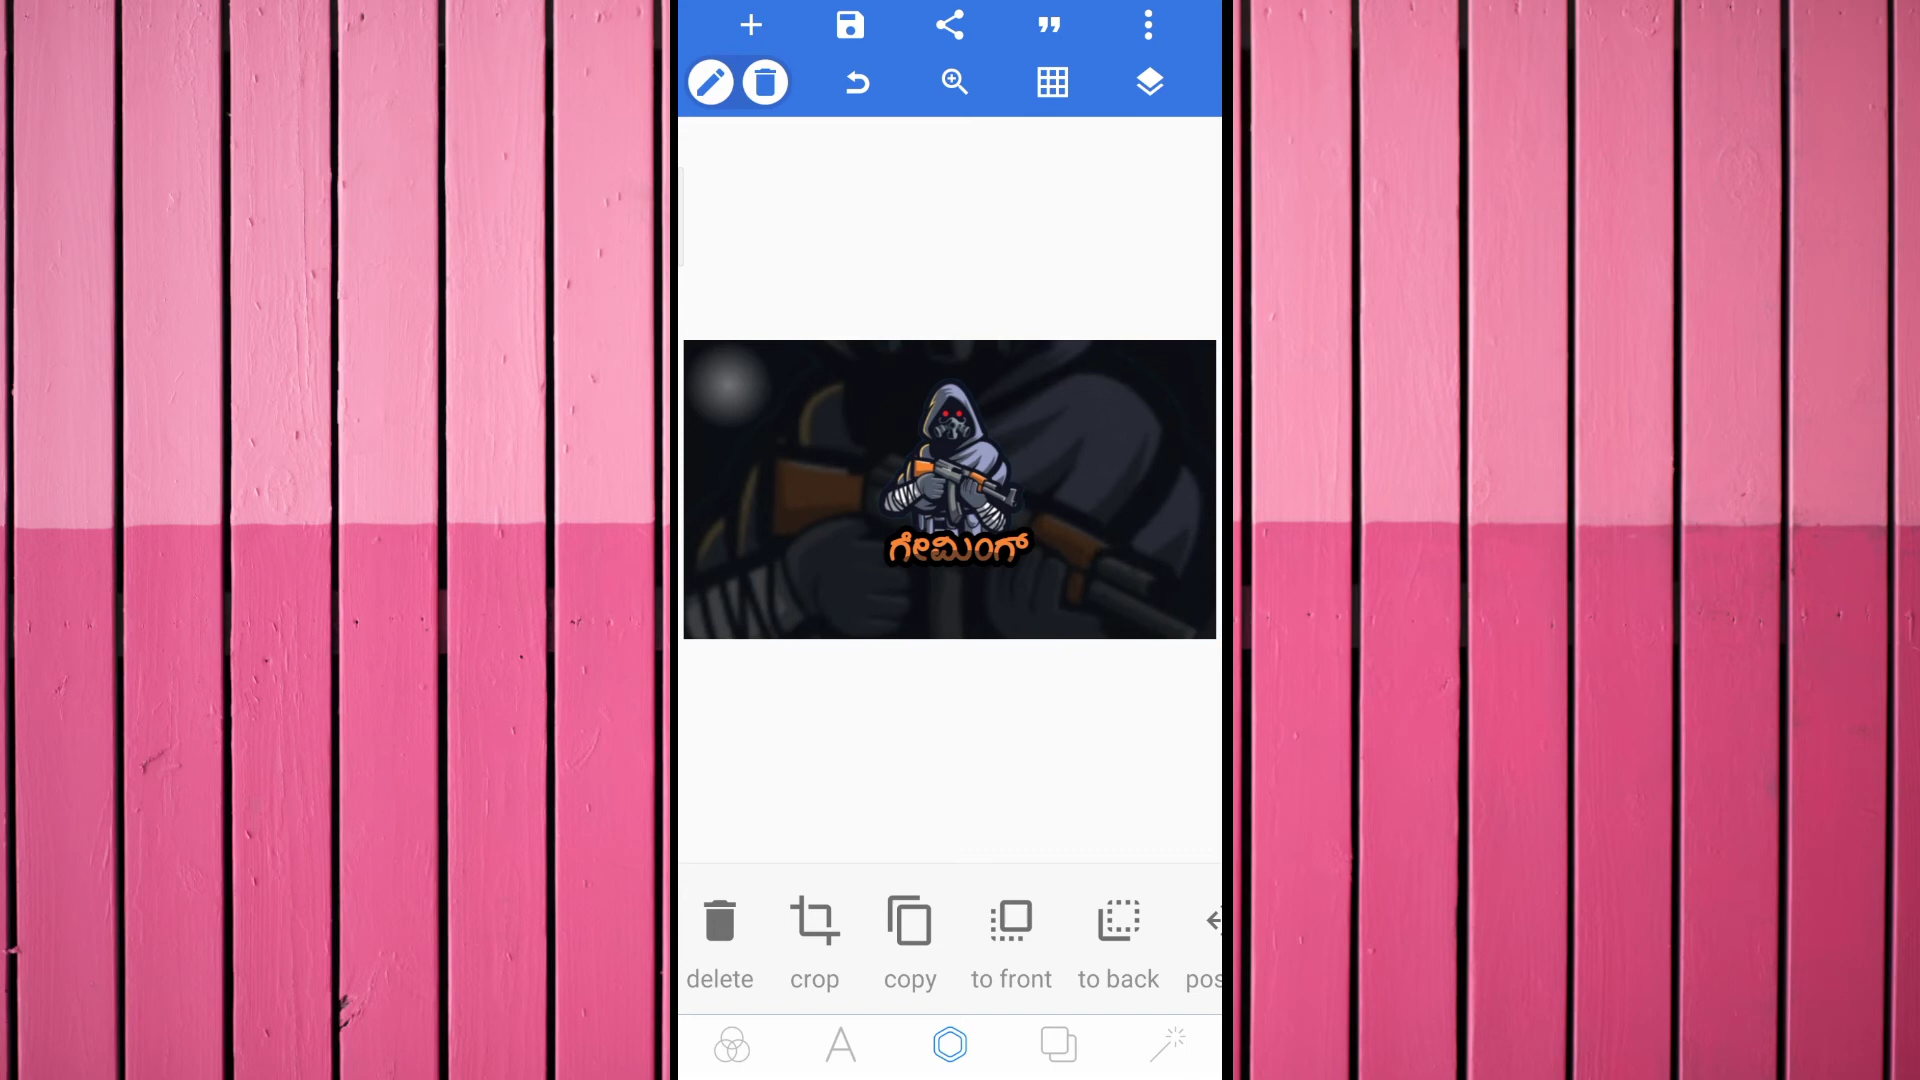 ಗೇಮಿಂಗ್
delete crop copy to front to back pos